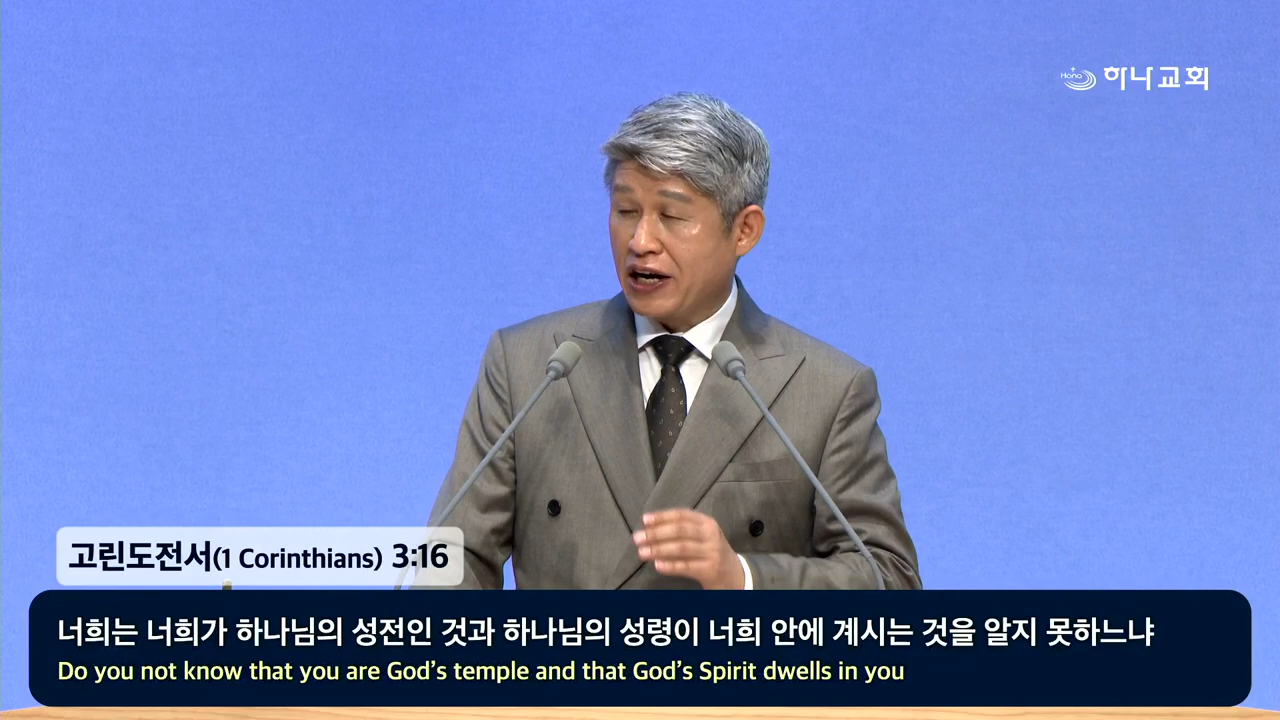 Hana 하나교회
고린도전서(1 Corinthians) 3:16
너희는 너희가 하나님의 성전인 것과 하나님의 성령이 너희 안에 계시는 것을 알지 못하느냐
Do you not know that you are God’s temple and that God’s Spirit dwells in you